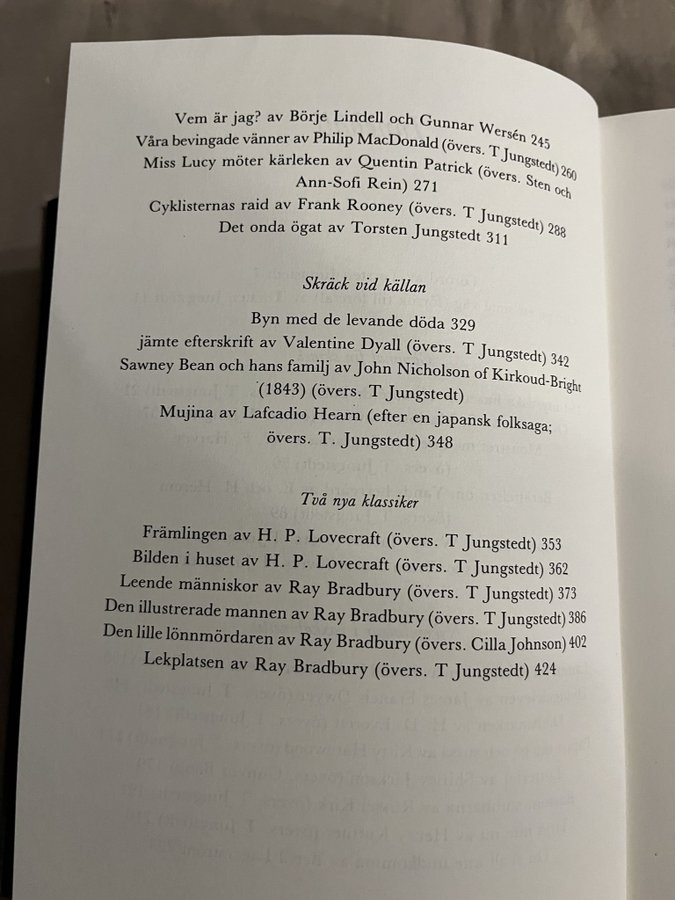 Vem är jag? av Börje Lindell och Gunnar Wersén 245
Våra bevingade vänner av Philip MacDonald (övers. T Jungstedt) 260
Miss Lucy möter kärleken av Quentin Patrick (övers. Sten och
Ann-Sofi Rein) 271
Cyklisternas raid av Frank Rooney (övers. T Jungstedt) 288
Det onda ögat av Torsten Jungstedt 311
Skräck vid källan
Byn med de levande döda 329
jämte efterskrift av Valentine Dyall (övers. T Jungstedt) 342
Sawney Bean och hans familj av John Nicholson of Kirkoud-Bright
(1843) (övers. T Jungstedt)
Mujina av Lafcadio Hearn (efter en japansk folksaga;
övers. T. Jungstedt) 348
Två nya klassiker
Främlingen av H. P. Lovecraft (övers. T Jungstedt) 353
Bilden i huset av H. P. Lovecraft (övers. T Jungstedt) 362
Leende människor av Ray Bradbury (övers. T Jungstedt) 373
Den illustrerade mannen av Ray Bradbury (övers. T Jungstedt) 386
Den lille lönnmördaren av Ray Bradbury (övers. Cilla Johnson) 402
Lekplatsen av Ray Bradbury (övers. T Jungstedt) 424